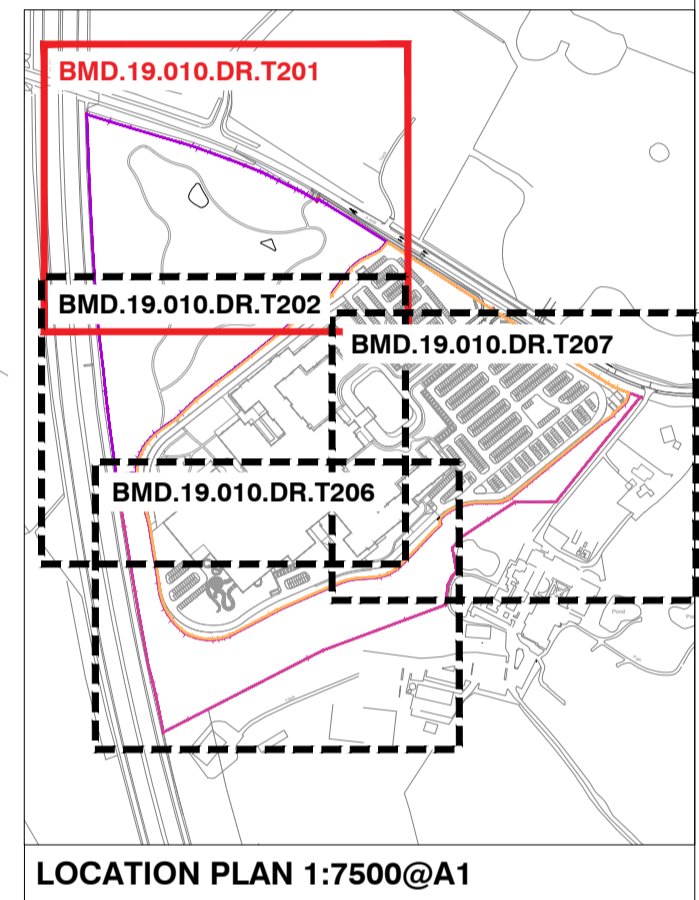 BMD.19.010.DR.T201
BMD.19.010.DR.T202
BMD.19.010.DR.T207
BMD.19.010.DR.T206
Pond
LOCATION PLAN 1:7500@A1